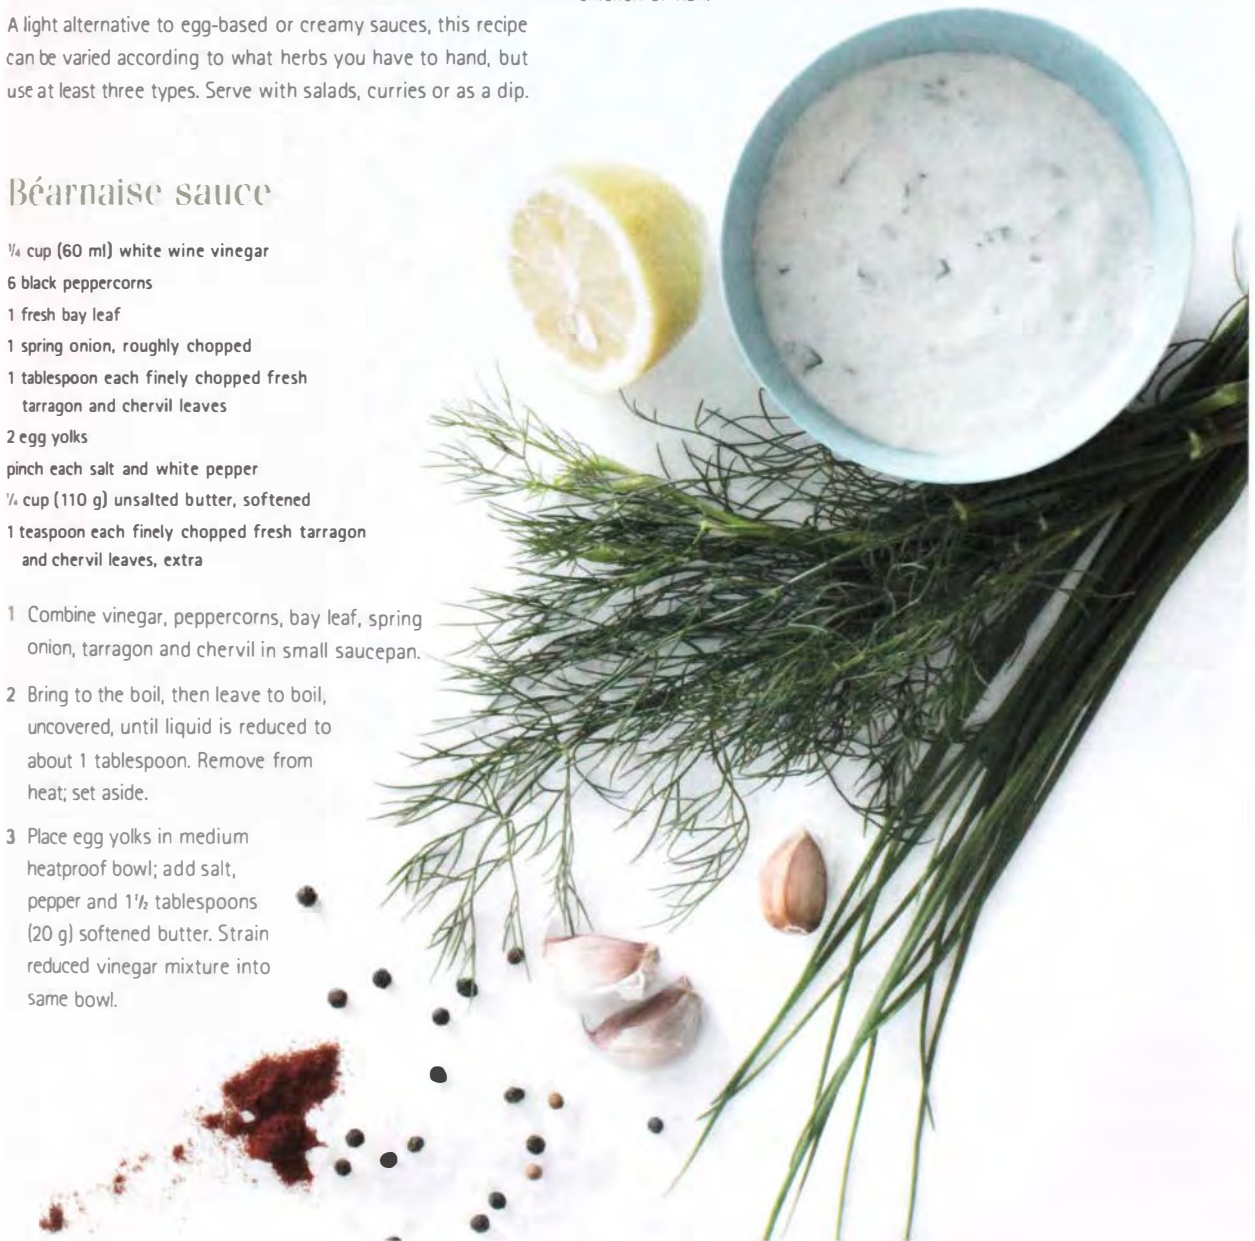 A light alternative to egg-based or creamy sauces, this recipe
can be varied according to what herbs you have to hand, but
use at least three types. Serve with salads, curries or as a dip.
Béarnaise sauce
¼ cup (60 ml) white wine vinegar
6 black peppercorns
1 fresh bay leaf
1 spring onion, roughly chopped
1 tablespoon each finely chopped fresh
tarragon and chervil leaves
2 egg yolks
pinch each salt and white pepper
cup (110 g) unsalted butter, softened
1 teaspoon each finely chopped fresh tarragon
and chervil leaves, extra
1 Combine vinegar, peppercorns, bay leaf, spring
onion, tarragon and chervil in small saucepan.
2 Bring to the boil, then leave to boil,
uncovered, until liquid is reduced to
about 1 tablespoon. Remove from
heat; set aside.
3 Place egg yolks in medium
heatproof bowl; add salt,
pepper and 1½ tablespoons
(20 g) softened butter. Strain
reduced vinegar mixture into
same bowl.